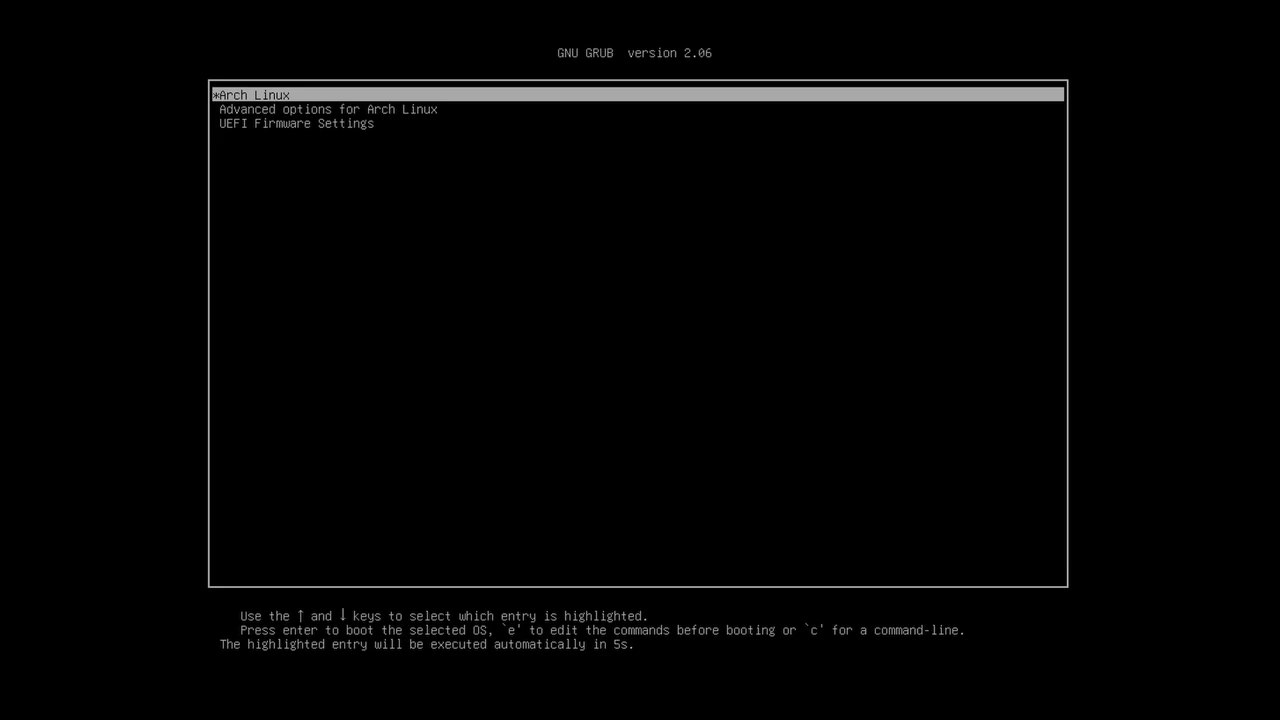 GNU GRUB  version 2.06
*Arch Linux
Advanced options for Arch Linux
UEFI Firmware Settings
Use the ↑ and ↓ keys to select which entry is highlighted.
Press enter to boot the selected OS, `e' to edit the commands before booting or `c' for a command-line.
The highlighted entry will be executed automatically in 5s.